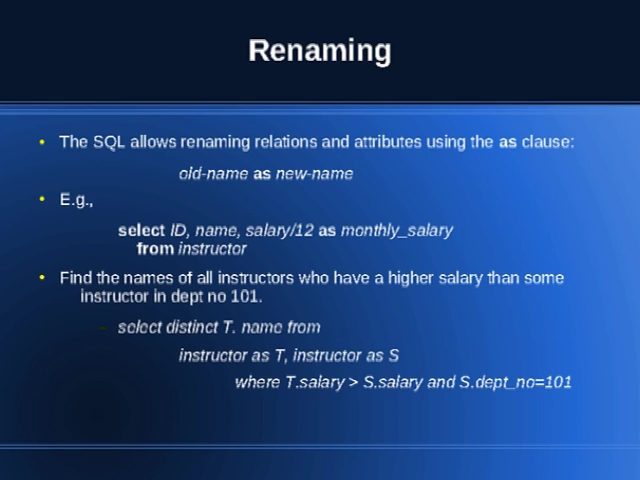 Renaming
• The SQL allows renaming relations and attributes using the as clause:
old-name as new-name
• E.g.,
select ID, name, salary/12 as monthly_salary
from instructor
• Find the names of all instructors who have a higher salary than some
instructor in dept no 101.
– select distinct T. name from
instructor as T, instructor as S
where T.salary > S.salary and S.dept_no=101